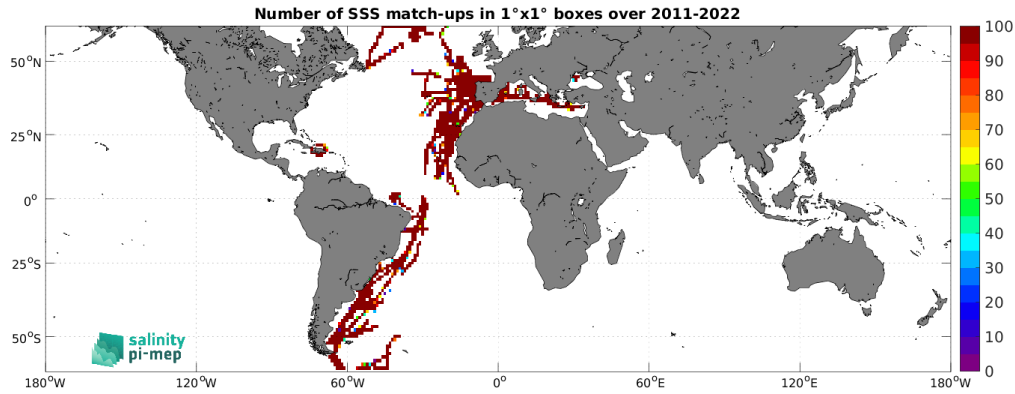 Number of SSS match-ups in 1°x1° boxes over 2011-2022
50°N
25°N
0°
25°S
50°S
180°W
120°W
60°W
0°
60°E
120°E
180°W
100
90
80
70
60
50
40
30
20
10
0
salinity
pi-mep